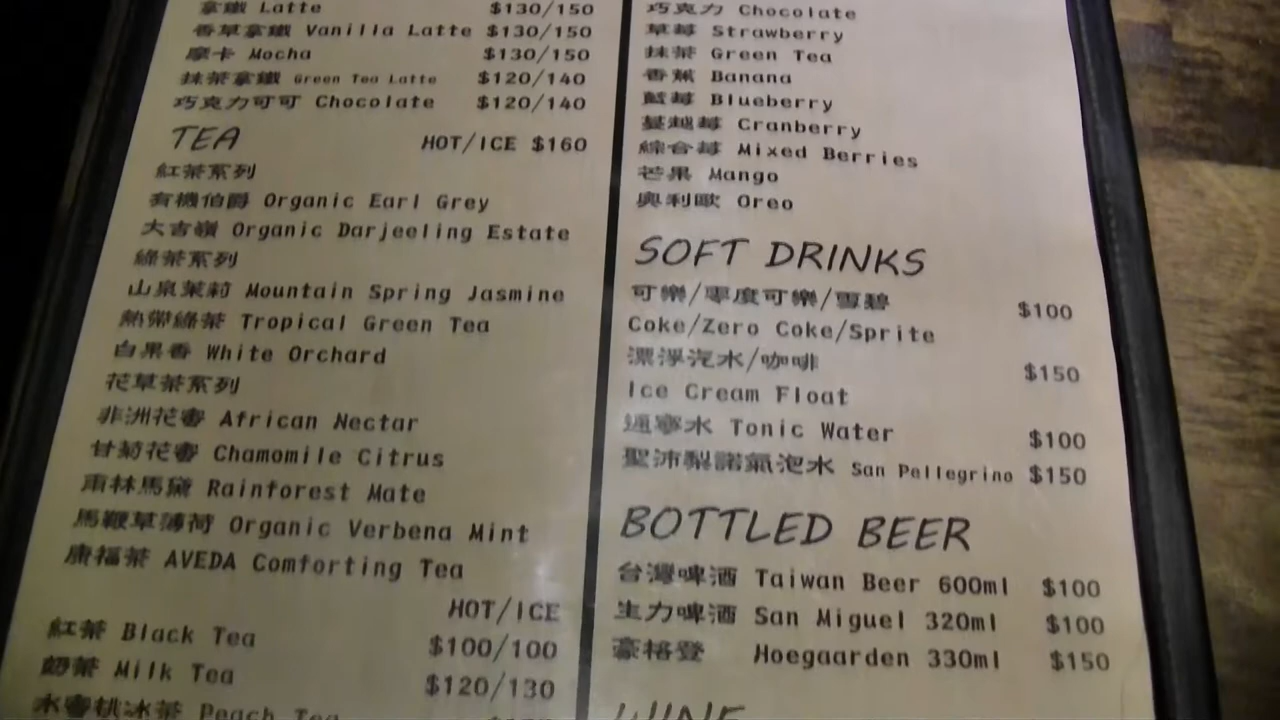 拿鐵 Latte $130/150
香草拿鐵 Vanilla Latte $130/150
摩卡 Mocha $130/150
抹茶拿鐵 Green Tea Latte $120/140
巧克力可可 Chocolate $120/140
TEA HOT/ICE $160
紅茶系列
有機伯爵 Organic Earl Grey
大吉嶺 Organic Darjeeling Estate
綠茶系列
山泉茉莉 Mountain Spring Jasmine
熱帶綠茶 Tropical Green Tea
白果香 White Orchard
花草茶系列
非洲花蜜 African Nectar
甘菊花蜜 Chamomile Citrus
雨林馬黛 Rainforest Mate
馬鞭草薄荷 Organic Verbena Mint
康福茶 AVEDA Comforting Tea
HOT/ICE
紅茶 Black Tea $100/100
奶茶 Milk Tea $120/130
水蜜桃冰茶 Peach Tea
巧克力 Chocolate
草莓 Strawberry
抹茶 Green Tea
香蕉 Banana
藍莓 Blueberry
蔓越莓 Cranberry
綜合莓 Mixed Berries
芒果 Mango
奧利歐 Oreo
SOFT DRINKS
可樂/零度可樂/雪碧 $100
Coke/Zero Coke/Sprite
漂淨汽水/咖啡 $150
Ice Cream Float
通寧水 Tonic Water $100
聖沛黎諾氣泡水 San Pellegrino $150
BOTTLED BEER
台灣啤酒 Taiwan Beer 600ml $100
生力啤酒 San Miguel 320ml $100
豪格登 Hoegaarden 330ml $150
WINE